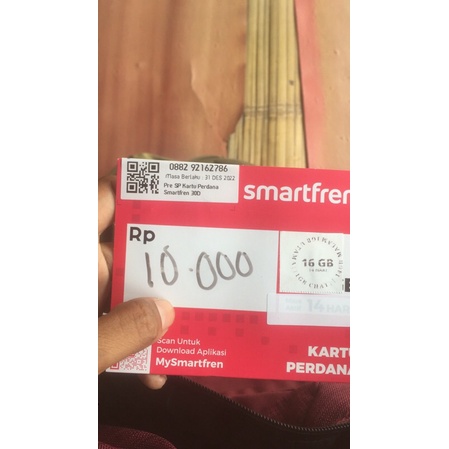 0882 92162786
Masa Berlaku : 31 DES 2022
Pre SP Kartu Perdana
Smartfren 30D
smartfren
Rp
10.000
16 GB
14 HAR
Scan Untuk
Download Aplikasi
MySmartfren
KARTU
PERDANA